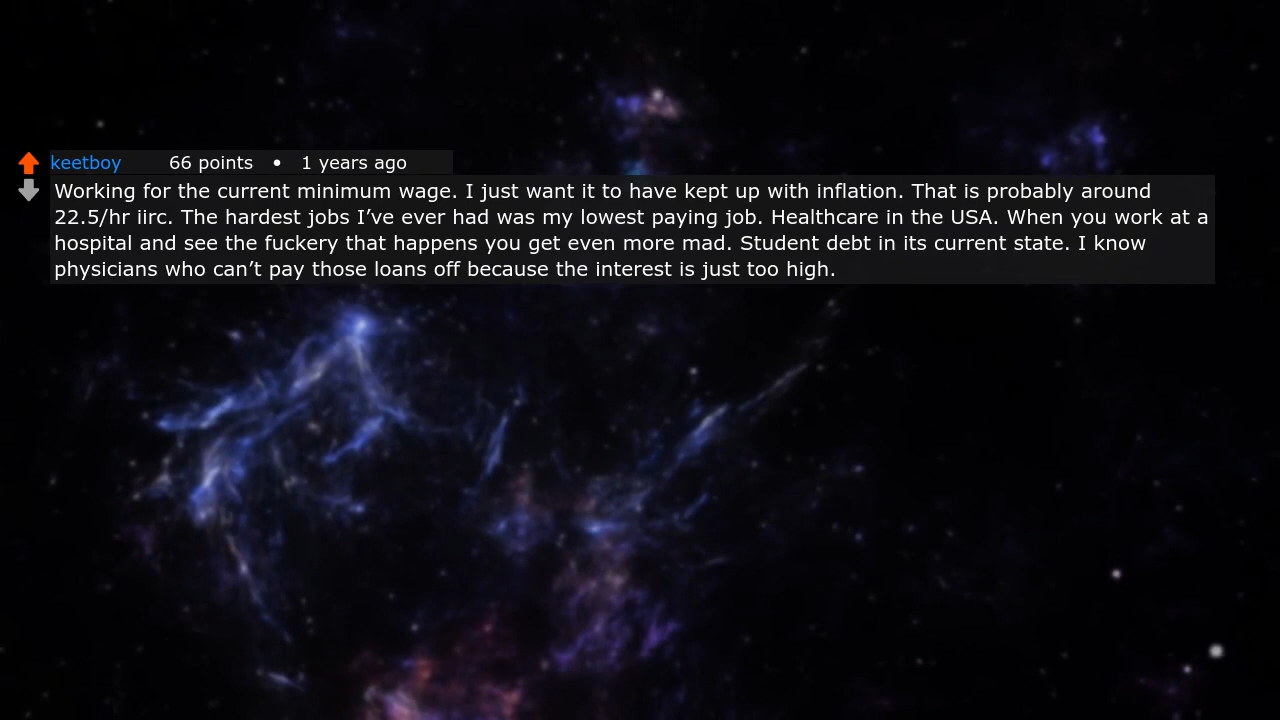 keetboy 66 points • 1 years ago
Working for the current minimum wage. I just want it to have kept up with inflation. That is probably around
22.5/hr iirc. The hardest jobs I’ve ever had was my lowest paying job. Healthcare in the USA. When you work at a
hospital and see the fuckery that happens you get even more mad. Student debt in its current state. I know
physicians who can’t pay those loans off because the interest is just too high.